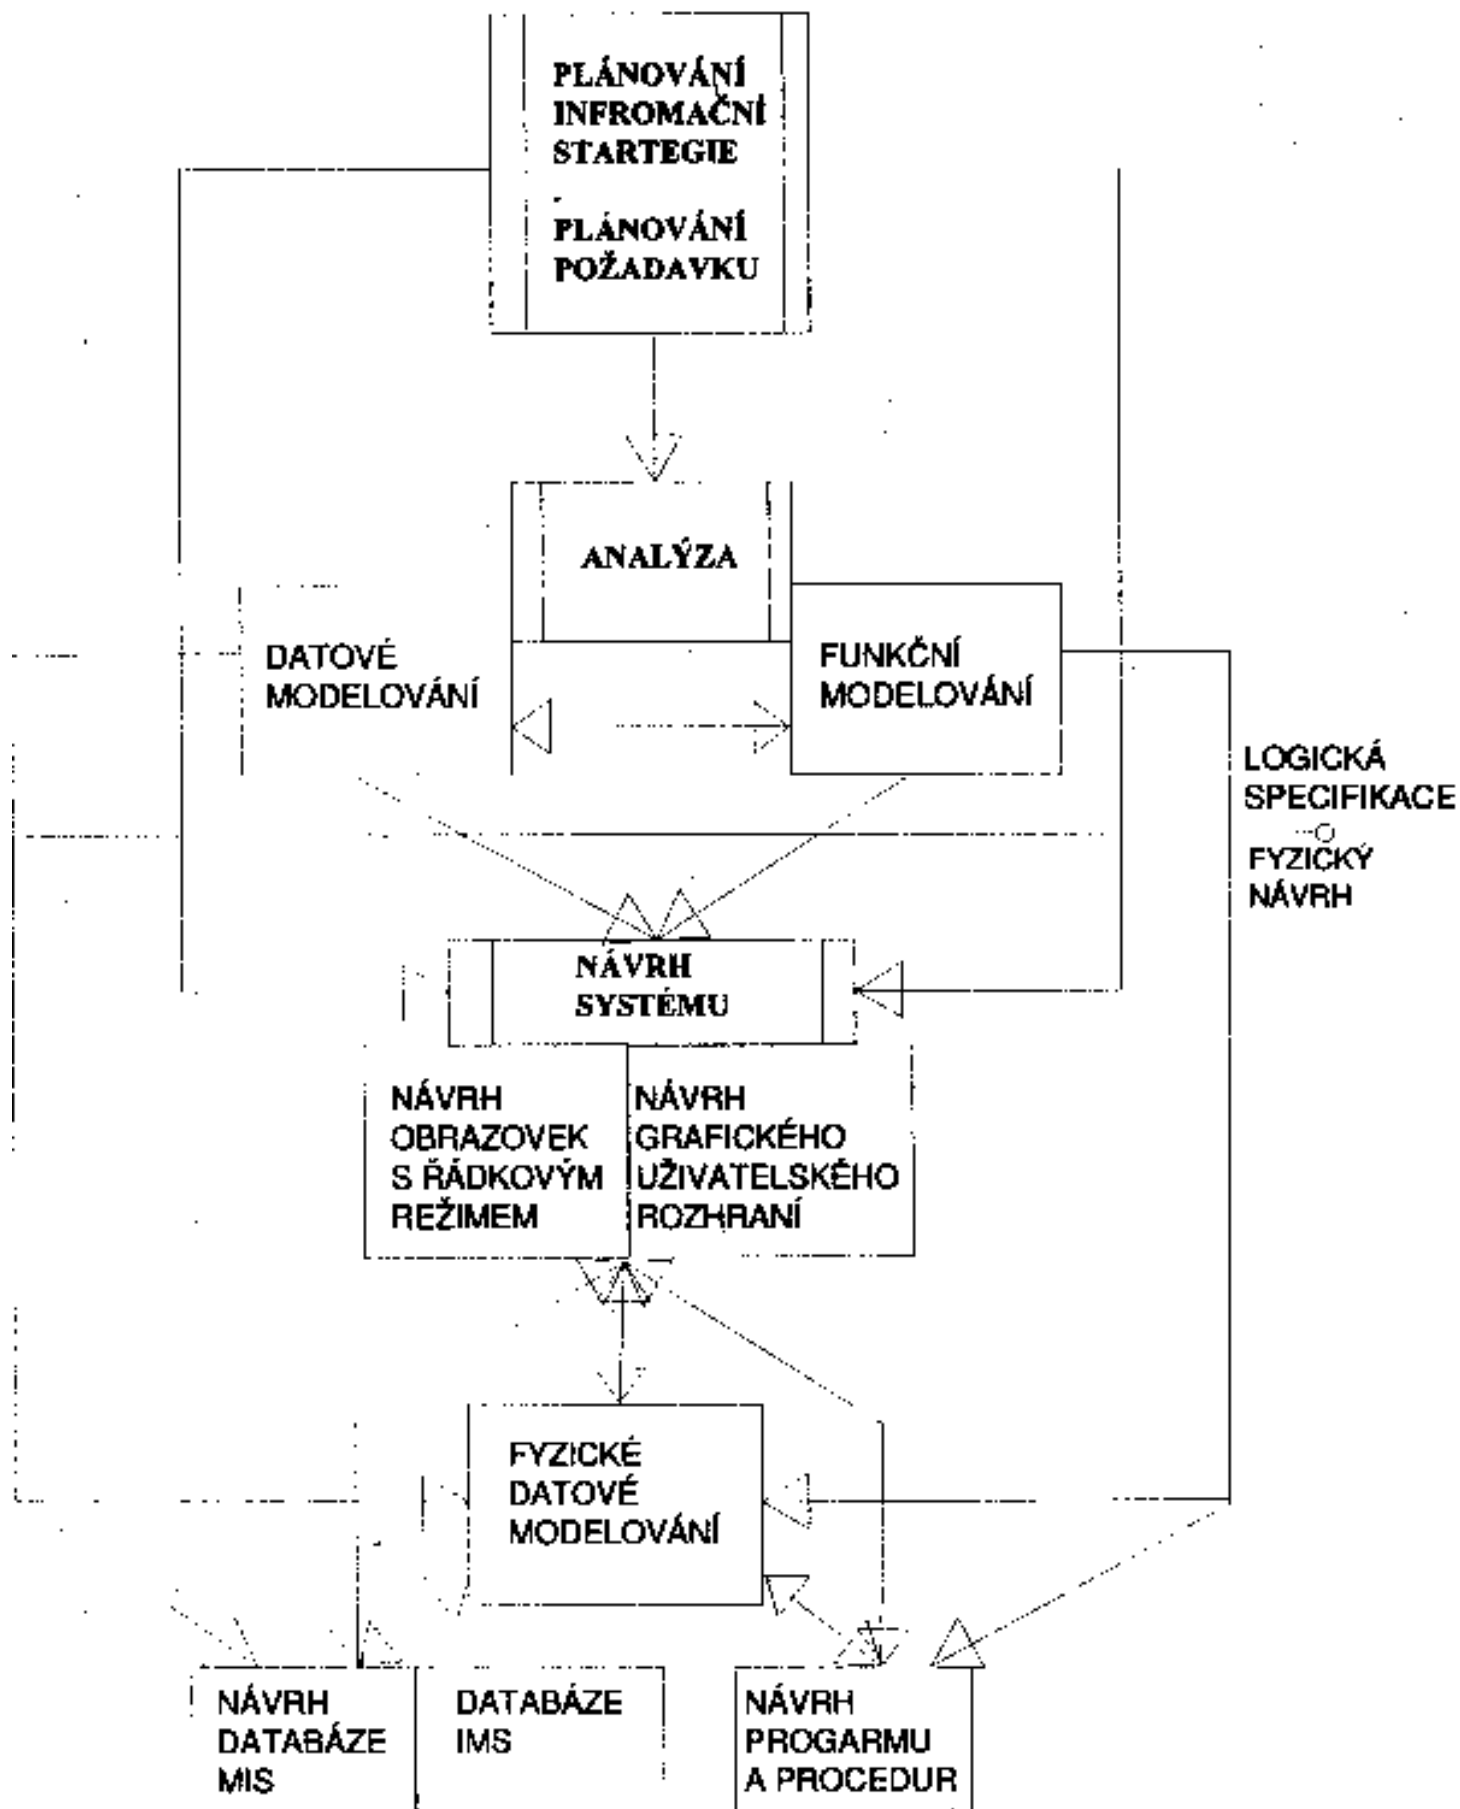 PLÁNOVÁNÍ
INFROMAČNÍ
STARTEGIE
PLÁNOVÁNÍ
POŽADAVKU
ANALÝZA
DATOVÉ
MODELOVÁNÍ
FUNKČNÍ
MODELOVÁNÍ
LOGICKÁ
SPECIFIKACE
FYZICKÝ
NÁVRH
NÁVRH
SYSTÉMU
NÁVRH
OBRAZOVEK
S ŘÁDKOVÝM
REŽIMEM
NÁVRH
GRAFICKÉHO
UŽIVATELSKÉHO
ROZHRANÍ
FYZICKÉ
DATOVÉ
MODELOVÁNÍ
NÁVRH
DATABÁZE
MIS
DATABÁZE
IMS
NÁVRH
PROGARMU
A PROCEDUR